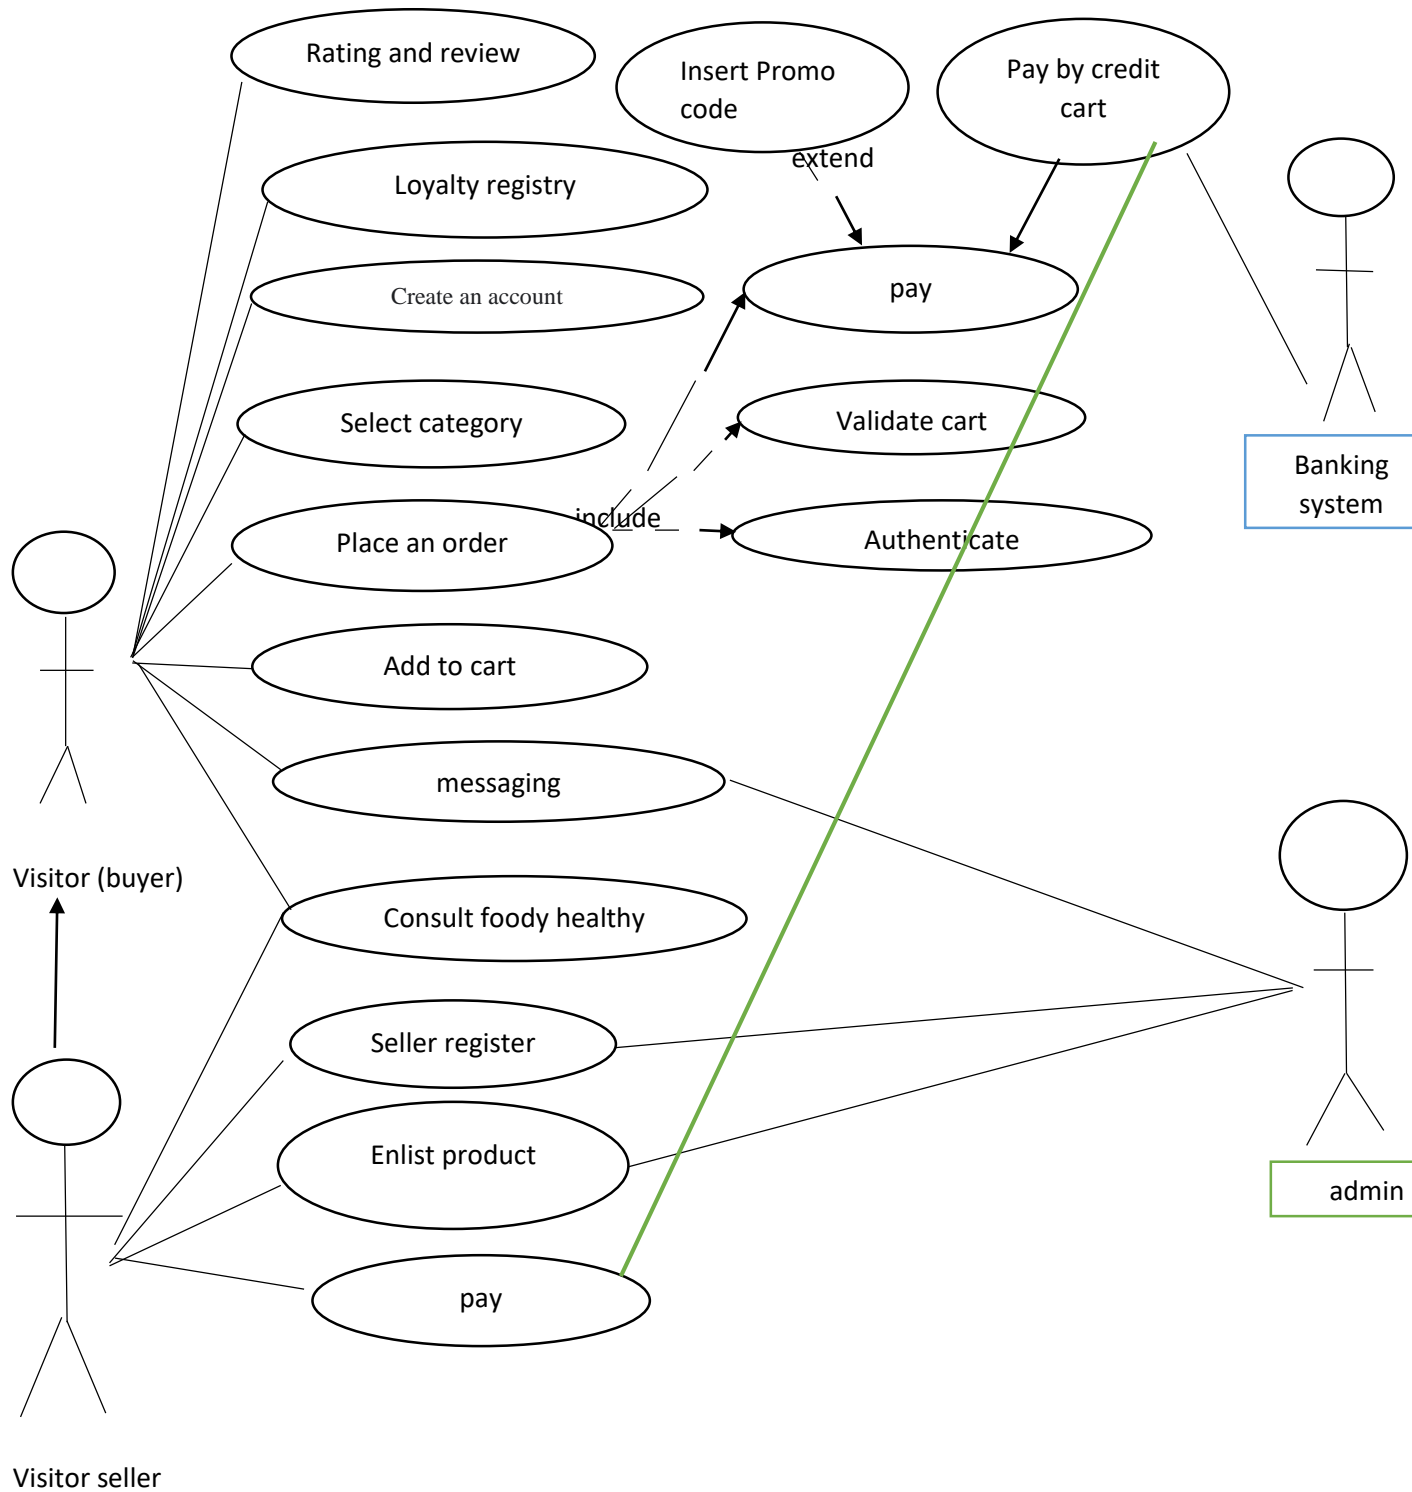 Rating and review
Insert Promo
code
Pay by credit
cart
extend
Loyalty registry
Create an account
pay
Select category
Validate cart
Banking
system
include
Place an order
Authenticate
Add to cart
messaging
Visitor (buyer)
Consult foody healthy
Seller register
Enlist product
admin
pay
Visitor seller